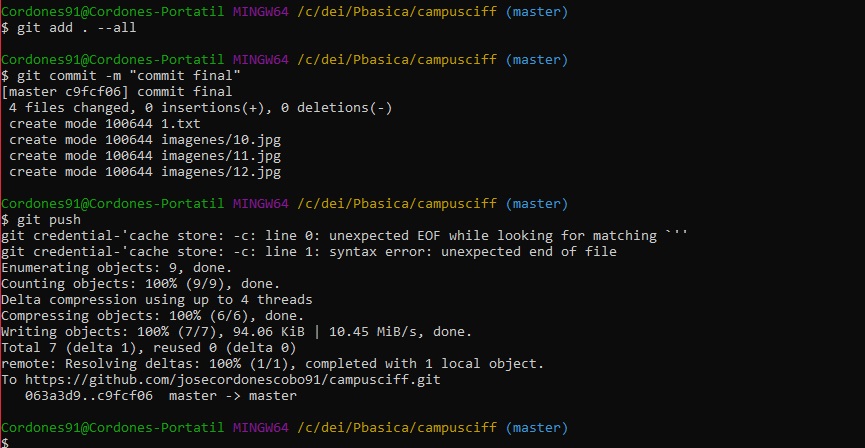 Cordones91@Cordones-Portatil MINGW64 /c/dei/Pbasica/campusciff (master)
$ git add . --all
Cordones91@Cordones-Portatil MINGW64 /c/dei/Pbasica/campusciff (master)
$ git commit -m "commit final"
[master c9fcf06] commit final
 4 files changed, 0 insertions(+), 0 deletions(-)
 create mode 100644 1.txt
 create mode 100644 imagenes/10.jpg
 create mode 100644 imagenes/11.jpg
 create mode 100644 imagenes/12.jpg
Cordones91@Cordones-Portatil MINGW64 /c/dei/Pbasica/campusciff (master)
$ git push
git credential-'cache store: -c: line 0: unexpected EOF while looking for matching `''
git credential-'cache store: -c: line 1: syntax error: unexpected end of file
Enumerating objects: 9, done.
Counting objects: 100% (9/9), done.
Delta compression using up to 4 threads
Compressing objects: 100% (6/6), done.
Writing objects: 100% (7/7), 94.06 KiB | 10.45 MiB/s, done.
Total 7 (delta 1), reused 0 (delta 0)
remote: Resolving deltas: 100% (1/1), completed with 1 local object.
To https://github.com/josecordonescobo91/campusciff.git
   063a3d9..c9fcf06  master -> master
Cordones91@Cordones-Portatil MINGW64 /c/dei/Pbasica/campusciff (master)
$